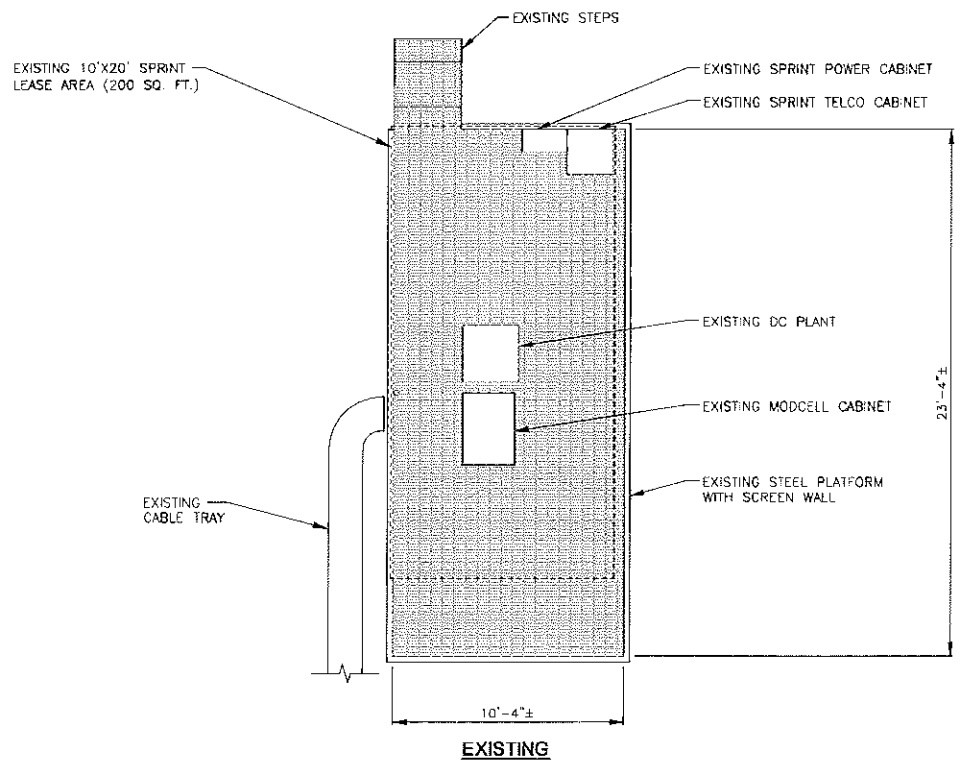 EXISTING STEPS
EXISTING 10'X20' SPRINT
LEASE AREA (200 SQ. FT.)
EXISTING SPRINT POWER CABINET
EXISTING SPRINT TELCO CABINET
EXISTING DC PLANT
23'-4"±
EXISTING MODCELL CABINET
EXISTING STEEL PLATFORM
WITH SCREEN WALL
EXISTING
CABLE TRAY
10'-4"±
EXISTING